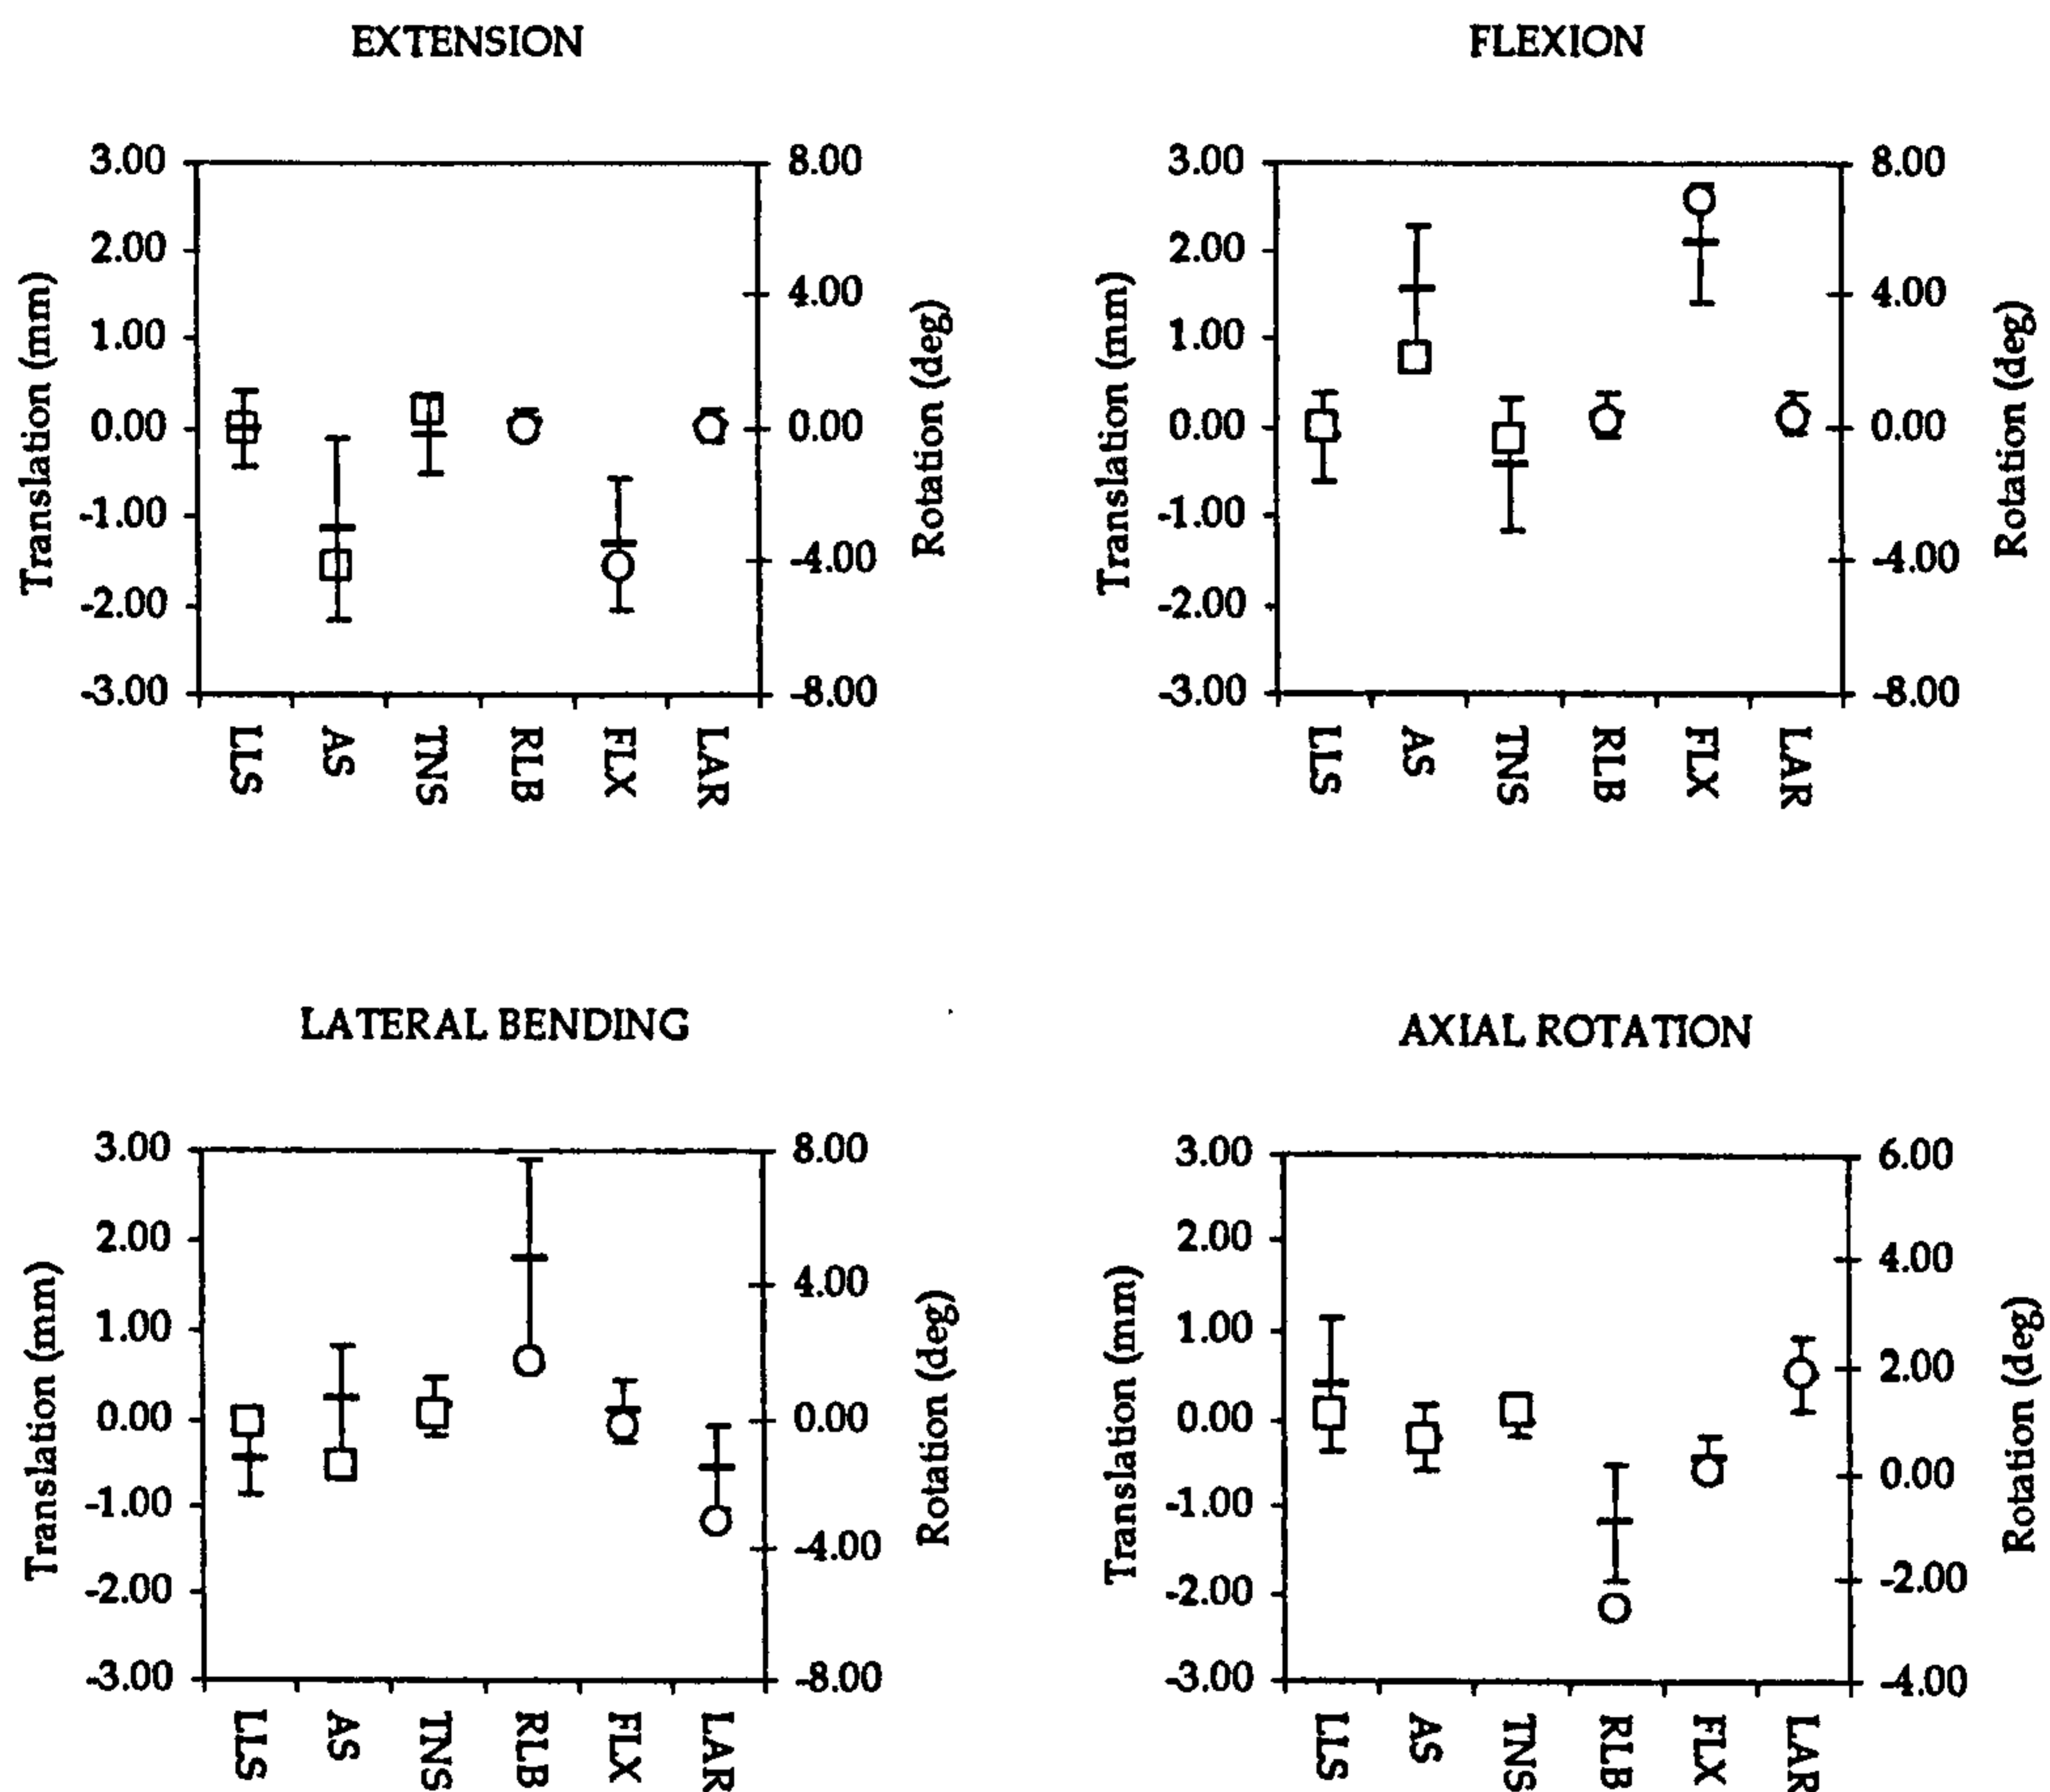 EXTENSION
3.00
2.00
1.00
0.00
-1.00
-2.00
-3.00
Translation (mm)
8.00
4.00
0.00
-4.00
-8.00
Rotation (deg)
LLS
AS
TNS
RLB
FLX
LAR
FLEXION
3.00
2.00
1.00
0.00
-1.00
-2.00
-3.00
Translation (mm)
8.00
4.00
0.00
-4.00
-8.00
Rotation (deg)
LLS
AS
TNS
RLB
FLX
LAR
LATERAL BENDING
3.00
2.00
1.00
0.00
-1.00
-2.00
-3.00
Translation (mm)
8.00
4.00
0.00
-4.00
-8.00
Rotation (deg)
LLS
AS
TNS
RLB
FLX
LAR
AXIAL ROTATION
3.00
2.00
1.00
0.00
-1.00
-2.00
-3.00
Translation (mm)
6.00
4.00
2.00
0.00
-2.00
-4.00
Rotation (deg)
LLS
AS
TNS
RLB
FLX
LAR